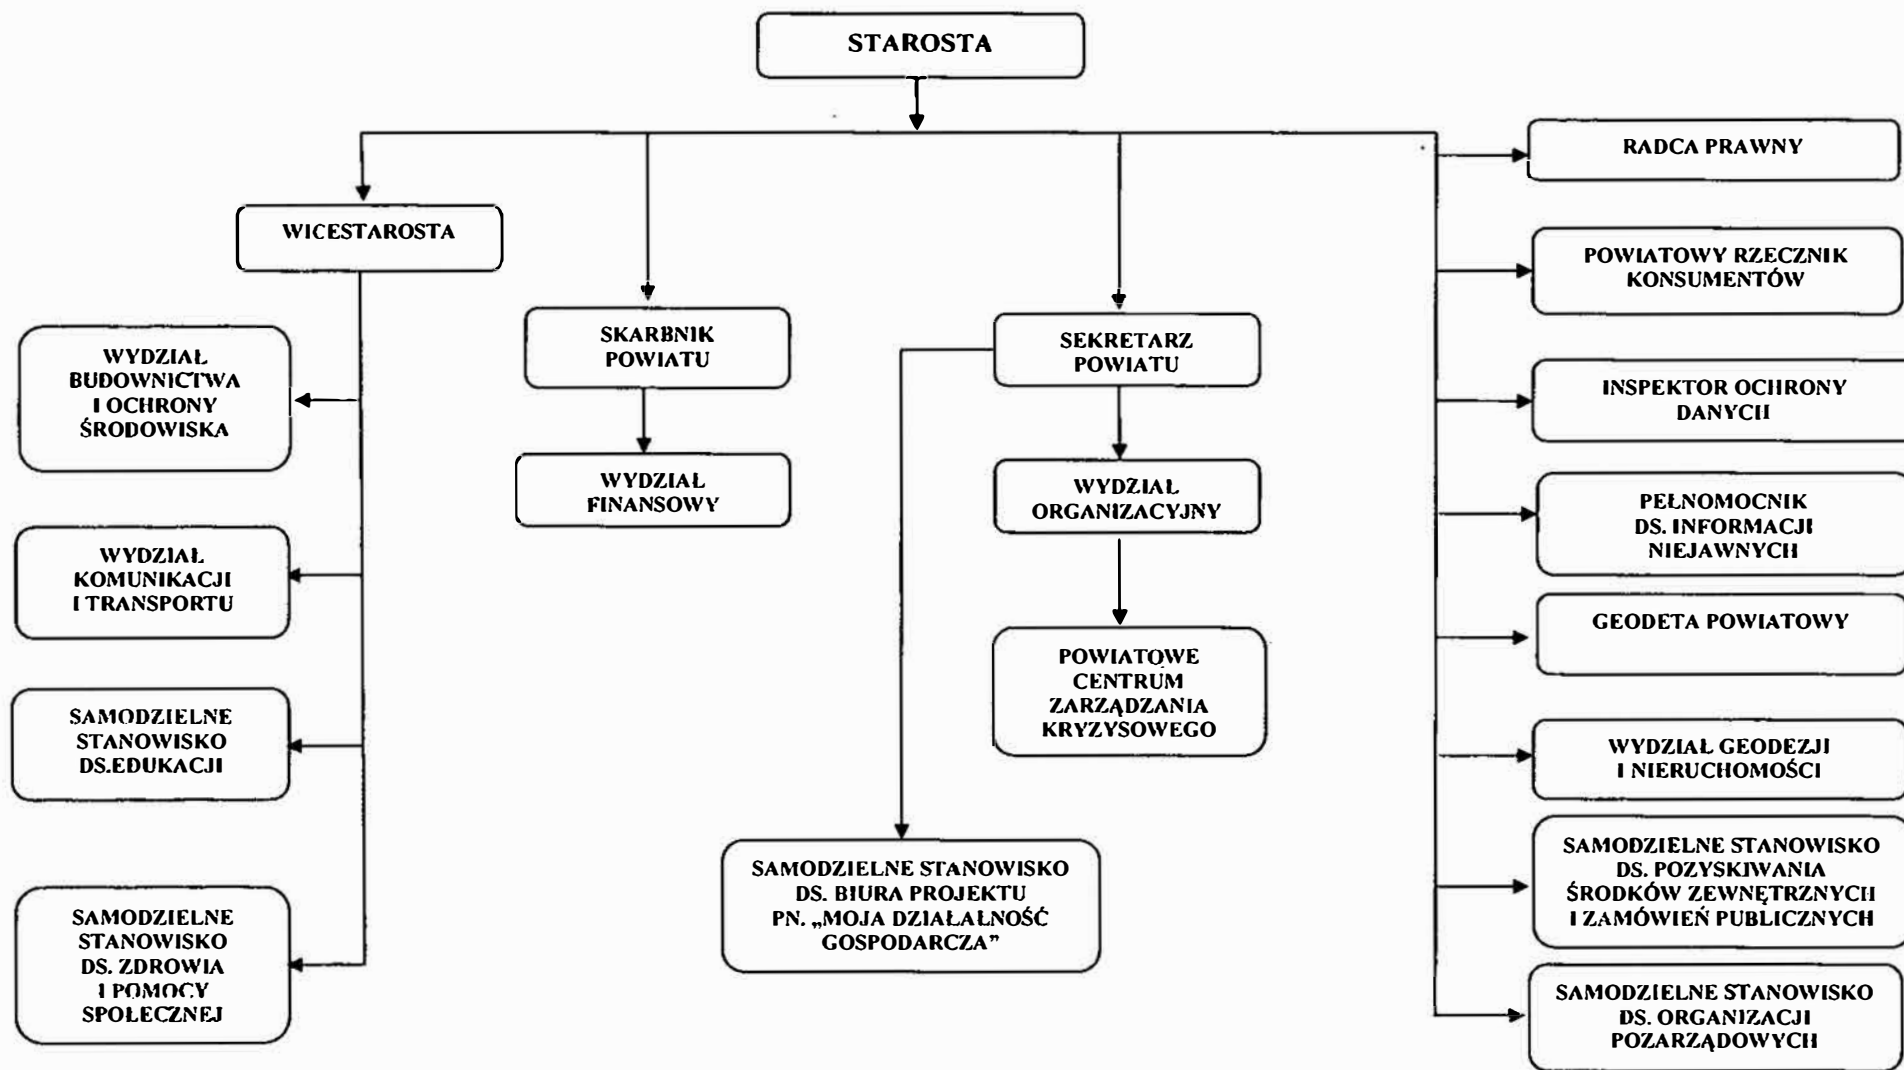 STAROSTA
WICESTAROSTA
WYDZIAŁ
BUDOWNICTWA
I OCHRONY
ŚRODOWISKA
WYDZIAŁ
KOMUNIKACJI
I TRANSPORTU
SAMODZIELNE
STANOWISKO
DS.EDUKACJI
SAMODZIELNE
STANOWISKO
DS. ZDROWIA
I POMOCY
SPOŁECZNEJ
SKARBNIK
POWIATU
WYDZIAŁ
FINANSOWY
SEKRETARZ
POWIATU
WYDZIAŁ
ORGANIZACYJNY
POWIATOWE
CENTRUM
ZARZĄDZANIA
KRYZYSOWEGO
SAMODZIELNE STANOWISKO
DS. BIURA PROJEKTU
PN. „MOJA DZIAŁALNOŚĆ
GOSPODARCZA”
RADCA PRAWNY
POWIATOWY RZECZNIK
KONSUMENTÓW
INSPEKTOR OCHRONY
DANYCH
PEŁNOMOCNIK
DS. INFORMACJI
NIEJAWNYCH
GEODETA POWIATOWY
WYDZIAŁ GEODEZJI
I NIERUCHOMOŚCI
SAMODZIELNE STANOWISKO
DS. POZYSKIWANIA
ŚRODKÓW ZEWNĘTRZNYCH
I ZAMÓWIEŃ PUBLICZNYCH
SAMODZIELNE STANOWISKO
DS. ORGANIZACJI
POZARZĄDOWYCH